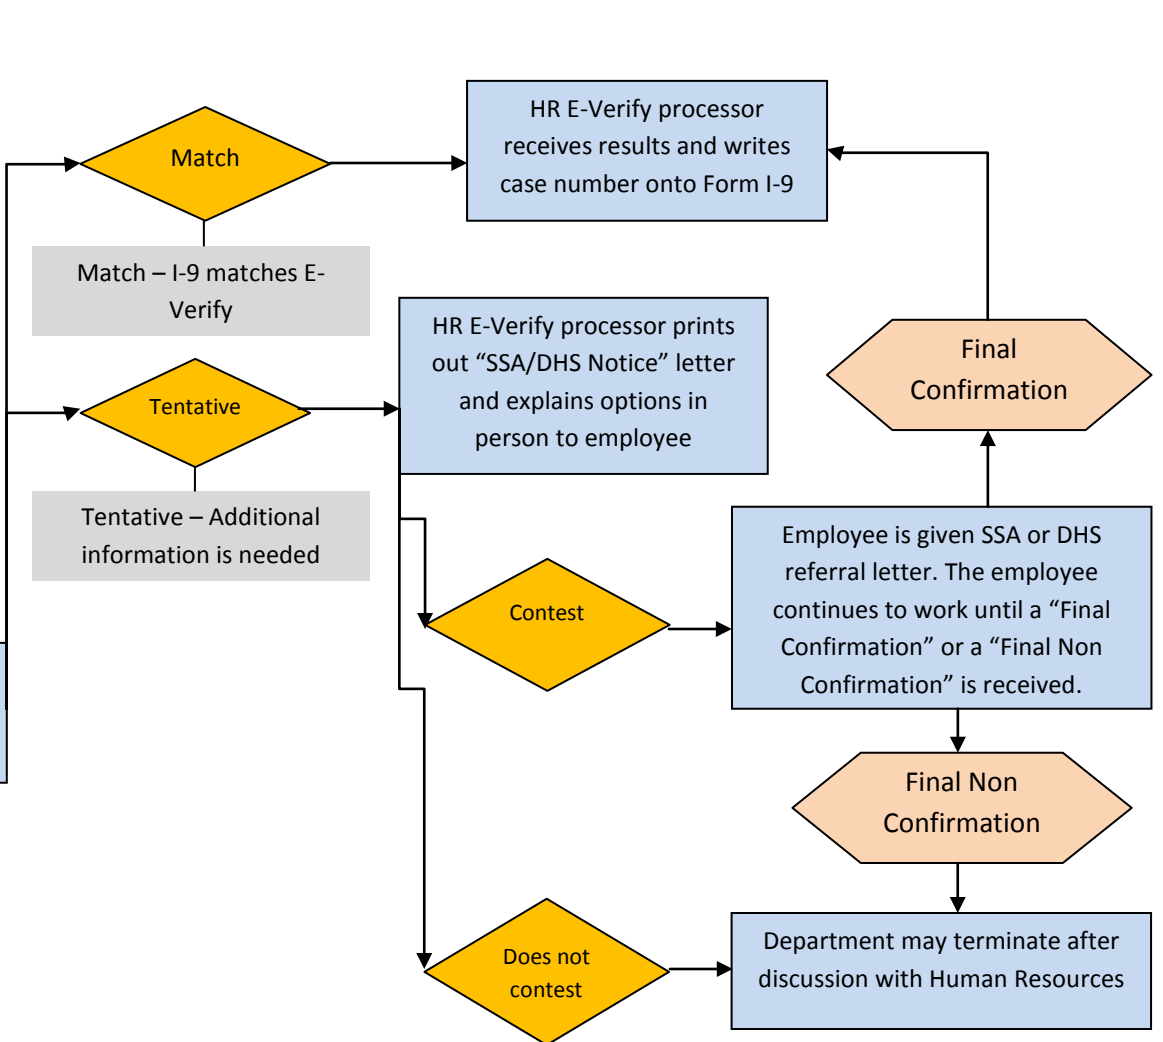 Match
HR E-Verify processor
receives results and writes
case number onto Form I-9
Match – I-9 matches E-
Verify
HR E-Verify processor prints
out “SSA/DHS Notice” letter
and explains options in
person to employee
Final
Confirmation
Tentative
Tentative – Additional
information is needed
Contest
Employee is given SSA or DHS
referral letter. The employee
continues to work until a “Final
Confirmation” or a “Final Non
Confirmation” is received.
Final Non
Confirmation
Does not
contest
Department may terminate after
discussion with Human Resources